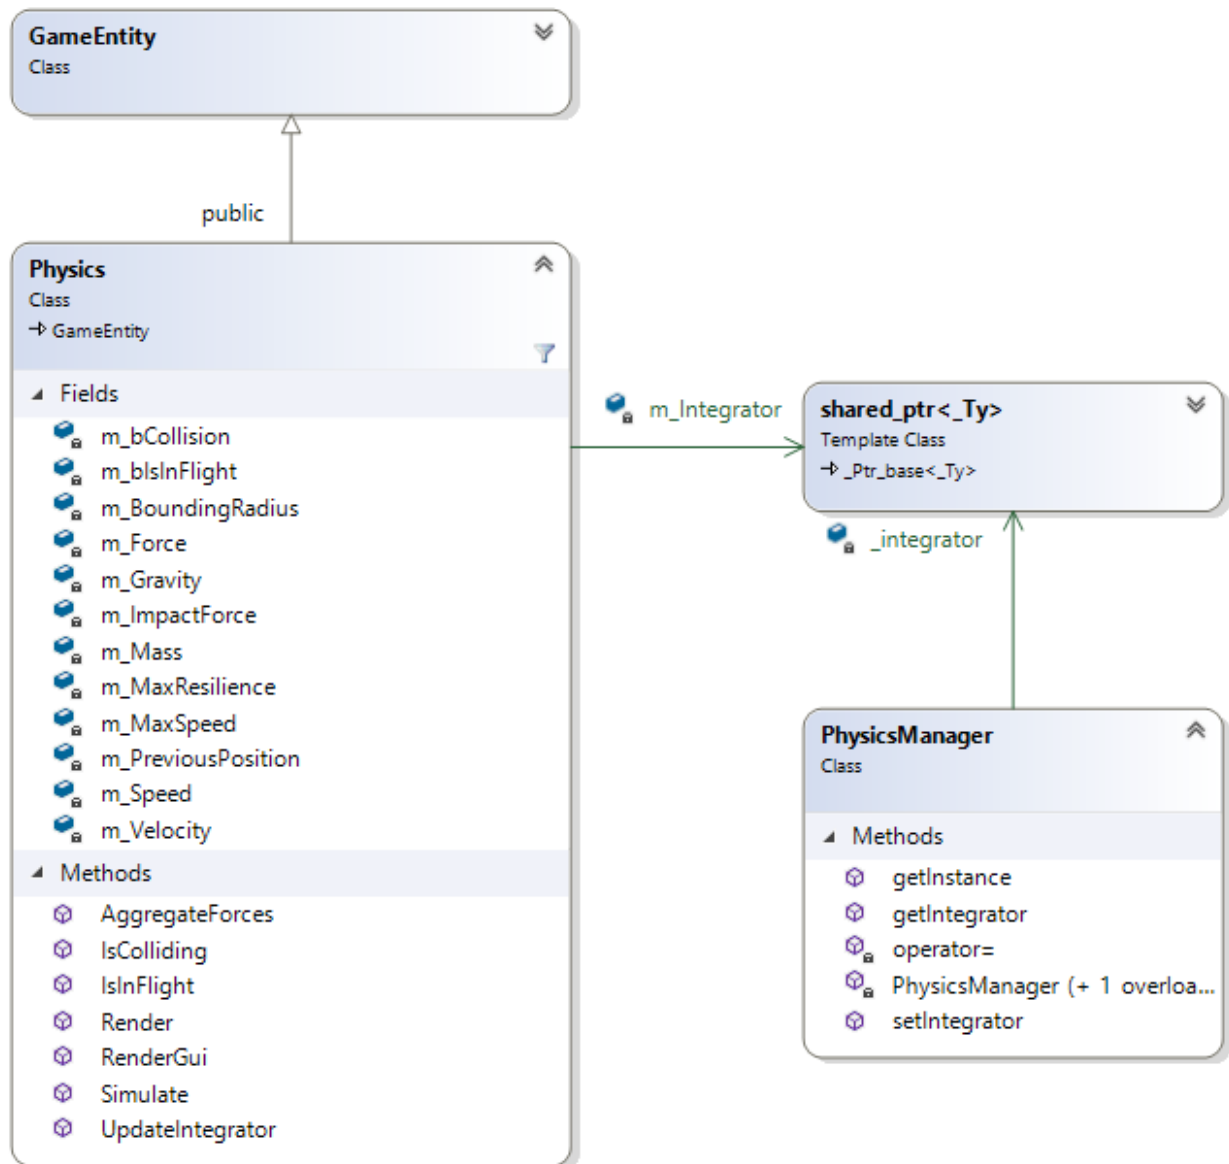 GameEntity
Class
public
Physics
Class
GameEntity
Fields
m_bCollision
m_bIsInFlight
m_BoundingRadius
m_Force
m_Gravity
m_ImpactForce
m_Mass
m_MaxResilience
m_MaxSpeed
m_PreviousPosition
m_Speed
m_Velocity
Methods
AggregateForces
IsColliding
IsInFlight
Render
RenderGui
Simulate
UpdateIntegrator
m_Integrator
shared_ptr<_Ty>
Template Class
_Ptr_base<_Ty>
_integrator
PhysicsManager
Class
Methods
getInstance
getIntegrator
operator=
PhysicsManager (+ 1 overloa...
setIntegrator